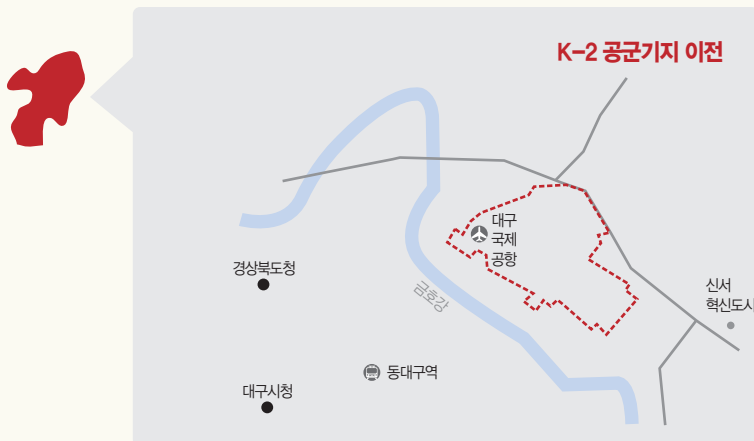 K-2 공군기지 이전
대구
국제
공항
경상북도청
금호강
신서
혁신도시
동대구역
대구시청